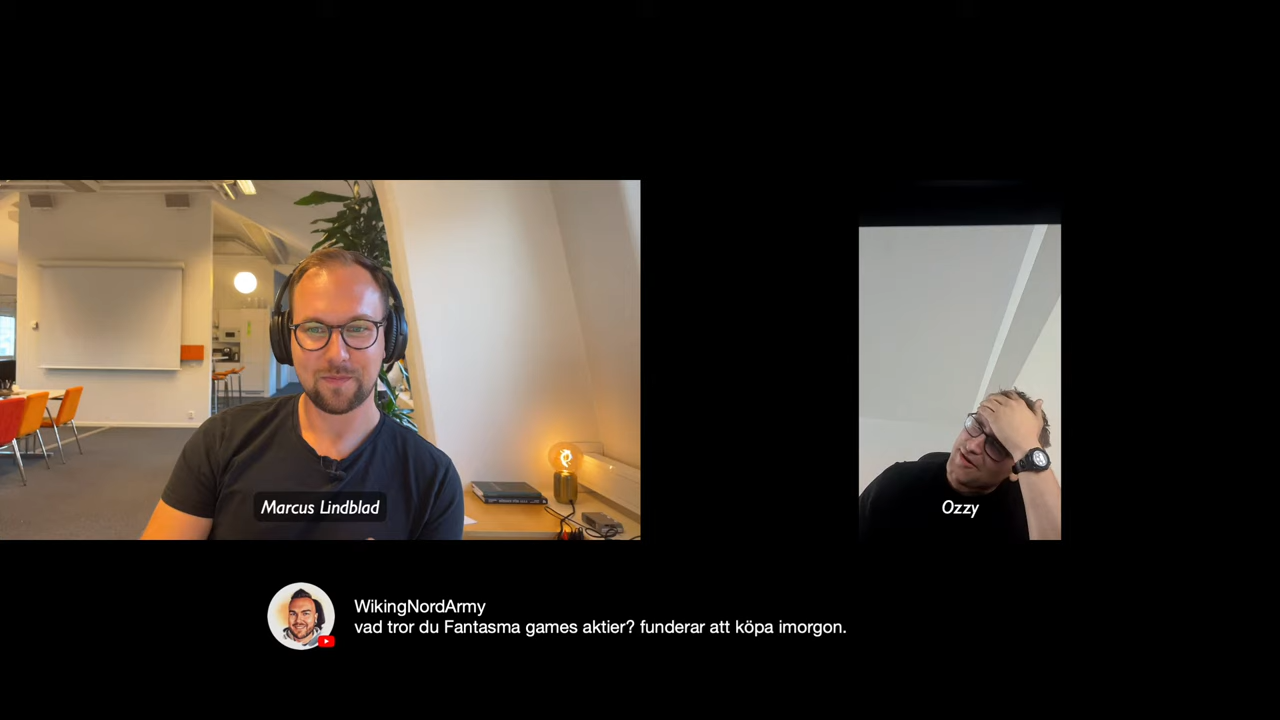 Marcus Lindblad
Ozzy
WikingNordArmy
vad tror du Fantasma games aktier? funderar att köpa imorgon.